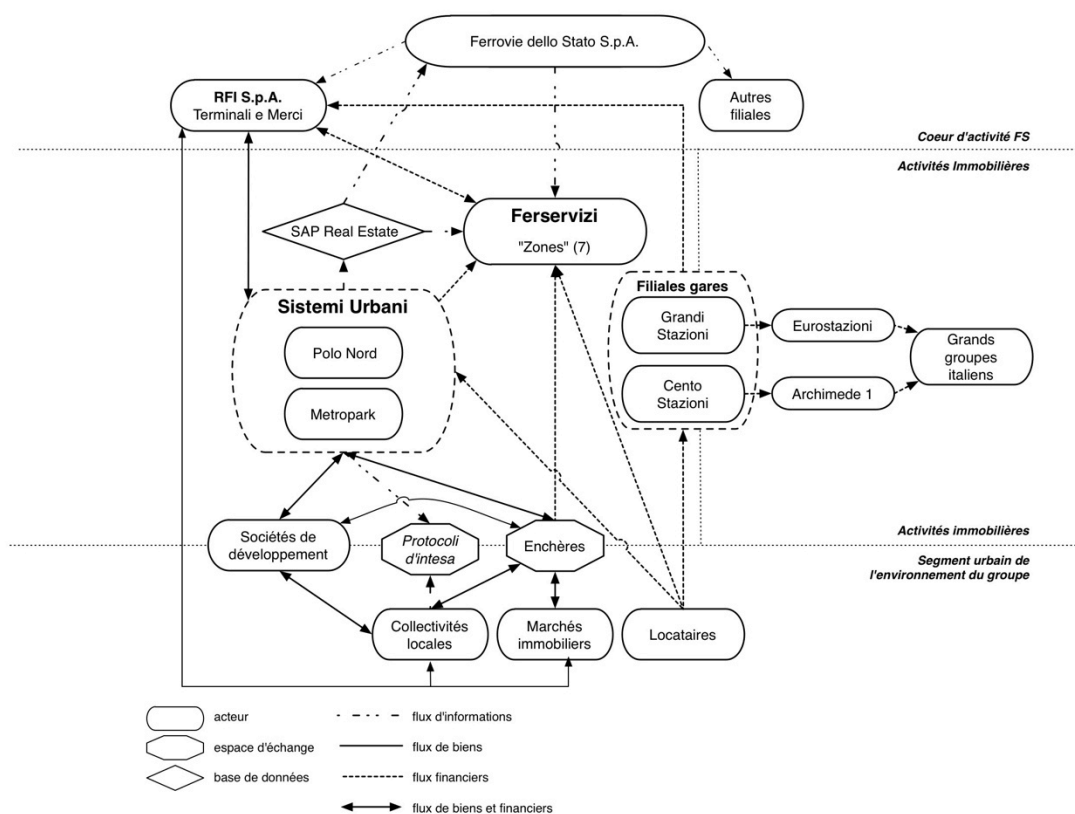 Ferrovie dello Stato S.p.A.
RFI S.p.A.
Terminali e Merci
Autres
filiales
Coeur d'activité FS
Activités Immobilières
Ferservizi
"Zones" (7)
SAP Real Estate
Filiales gares
Sistemi Urbani
Grandi
Stazioni
Eurostazioni
Polo Nord
Grands
groupes
italiens
Cento
Stazioni
Archimede 1
Metropark
Sociétés de
développement
Protocoli
d'intesa
Enchères
Activités immobilières
Segment urbain de
l'environnement du groupe
Collectivités
locales
Marchés
immobiliers
Locataires
acteur
flux d'informations
espace d'échange
flux de biens
base de données
flux financiers
flux de biens et financiers